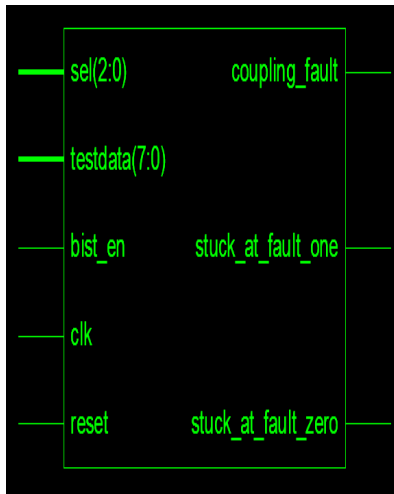 sel(2:0) coupling_fault
testdata(7:0)
bist_en stuck_at_fault_one
clk
reset stuck_at_fault_zero